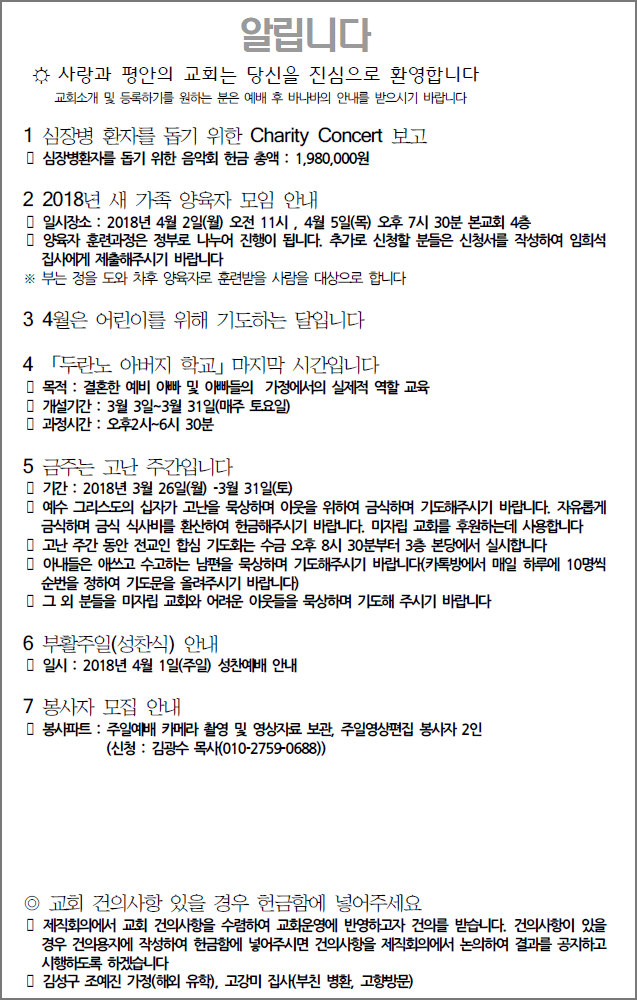 알립니다
☼ 사랑과 평안의 교회는 당신을 진심으로 환영합니다
교회소개 및 등록하기를 원하는 분은 예배 후 바나바의 안내를 받으시기 바랍니다
1 심장병 환자를 돕기 위한 Charity Concert 보고
▯ 심장병환자를 돕기 위한 음악회 헌금 총액 : 1,980,000원
2 2018년 새 가족 양육자 모임 안내
▯ 일시장소 : 2018년 4월 2일(월) 오전 11시 , 4월 5일(목) 오후 7시 30분 본교회 4층
▯ 양육자 훈련과정은 정부로 나누어 진행이 됩니다. 추가로 신청할 분들은 신청서를 작성하여 임희석
집사에게 제출해주시기 바랍니다
※ 부는 정을 도와 차후 양육자로 훈련받을 사람을 대상으로 합니다
3 4월은 어린이를 위해 기도하는 달입니다
4 「두란노 아버지 학교」 마지막 시간입니다
▯ 목적 : 결혼한 예비 아빠 및 아빠들의 가정에서의 실제적 역할 교육
▯ 개설기간 : 3월 3일~3월 31일(매주 토요일)
▯ 과정시간 : 오후2시~6시 30분
5 금주는 고난 주간입니다
▯ 기간 : 2018년 3월 26일(월) -3월 31일(토)
▯ 예수 그리스도의 십자가 고난을 묵상하며 이웃을 위하여 금식하며 기도해주시기 바랍니다. 자유롭게
금식하며 금식 식사비를 환산하여 헌금해주시기 바랍니다. 미자립 교회를 후원하는데 사용합니다
▯ 고난 주간 동안 전교인 합심 기도회는 수금 오후 8시 30분부터 3층 본당에서 실시합니다
▯ 아내들은 애쓰고 수고하는 남편을 묵상하며 기도해주시기 바랍니다(카톡방에서 매일 하루에 10명씩
순번을 정하여 기도문을 올려주시기 바랍니다)
▯ 그 외 분들을 미자립 교회와 어려운 이웃들을 묵상하며 기도해 주시기 바랍니다
6 부활주일(성찬식) 안내
▯ 일시 : 2018년 4월 1일(주일) 성찬예배 안내
7 봉사자 모집 안내
▯ 봉사파트 : 주일예배 카메라 촬영 및 영상자료 보관, 주일영상편집 봉사자 2인
(신청 : 김광수 목사(010-2759-0688))
◎ 교회 건의사항 있을 경우 헌금함에 넣어주세요
▯ 제직회의에서 교회 건의사항을 수렴하여 교회운영에 반영하고자 건의를 받습니다. 건의사항이 있을
경우 건의용지에 작성하여 헌금함에 넣어주시면 건의사항을 제직회의에서 논의하여 결과를 공지하고
시행하도록 하겠습니다
▯ 김성구 조예진 가정(해외 유학), 고강미 집사(부친 병환, 고향방문)